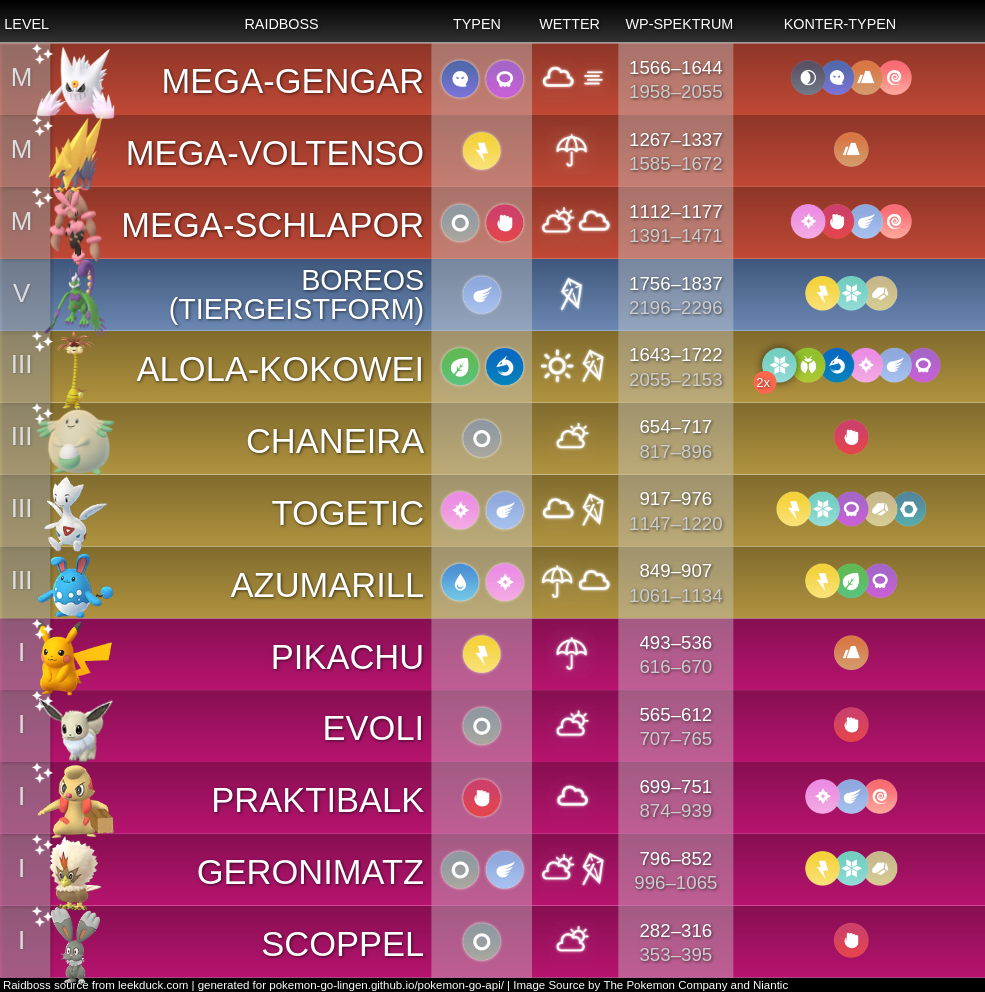 LEVEL RAIDBOSS TYPEN WETTER WP-SPEKTRUM KONTER-TYPEN
M MEGA-GENGAR 1566–1644
1958–2055
M MEGA-VOLTENSO 1267–1337
1585–1672
M MEGA-SCHLAPOR 1112–1177
1391–1471
V BOREOS 1756–1837
(TIERGEISTFORM) 2196–2296
III ALOLA-KOKOWEI 1643–1722
2055–2153 2x
III CHANEIRA 654–717
817–896
III TOGETIC 917–976
1147–1220
III AZUMARILL 849–907
1061–1134
I PIKACHU 493–536
616–670
I EVOLI 565–612
707–765
I PRAKTIBALK 699–751
874–939
I GERONIMATZ 796–852
996–1065
I SCOPPEL 282–316
353–395
Raidboss source from leekduck.com | generated for pokemon-go-lingen.github.io/pokemon-go-api/ | Image Source by The Pokemon Company and Niantic